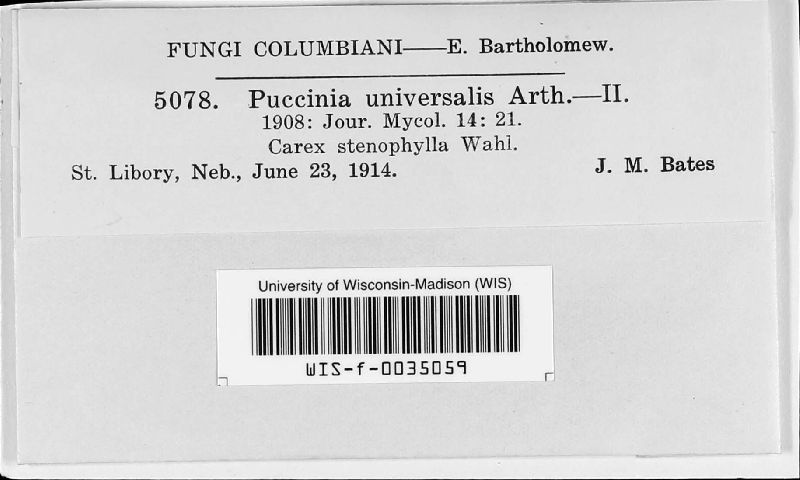 FUNGI COLUMBIANI—E. Bartholomew.
5078. Puccinia universalis Arth.—II.
1908: Jour. Mycol. 14: 21.
Carex stenophylla Wahl.
St. Libory, Neb., June 23, 1914. J. M. Bates
University of Wisconsin-Madison (WIS)
WIS-f-0035059